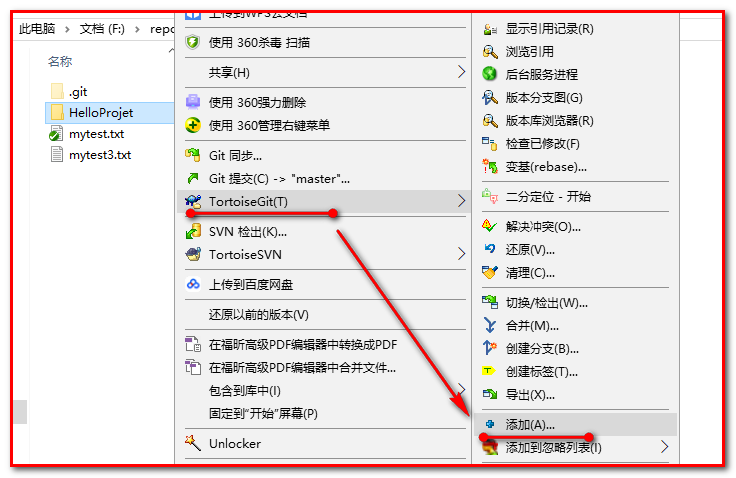 此电脑 > 文档 (F:) > repo
名称
.git
HelloProjet
mytest.txt
mytest3.txt
上传到WPS云文档
使用 360杀毒 扫描
共享(H)
使用 360强力删除
使用 360管理右键菜单
Git 同步...
Git 提交(C) -> "master"...
TortoiseGit(T)
SVN 检出(K)...
TortoiseSVN
上传到百度网盘
还原以前的版本(V)
在福昕高级PDF编辑器中转换成PDF
在福昕高级PDF编辑器中合并文件...
包含到库中(I)
固定到"开始"屏幕(P)
Unlocker
显示引用记录(R)
浏览引用
后台服务进程
版本分支图(G)
版本库浏览器(R)
检查已修改(F)
变基(rebase)...
二分定位 - 开始
解决冲突(O)...
还原(V)...
清理(C)...
切换/检出(W)...
合并(M)...
创建分支(B)...
创建标签(T)...
导出(X)...
添加(A)...
添加到忽略列表(I)